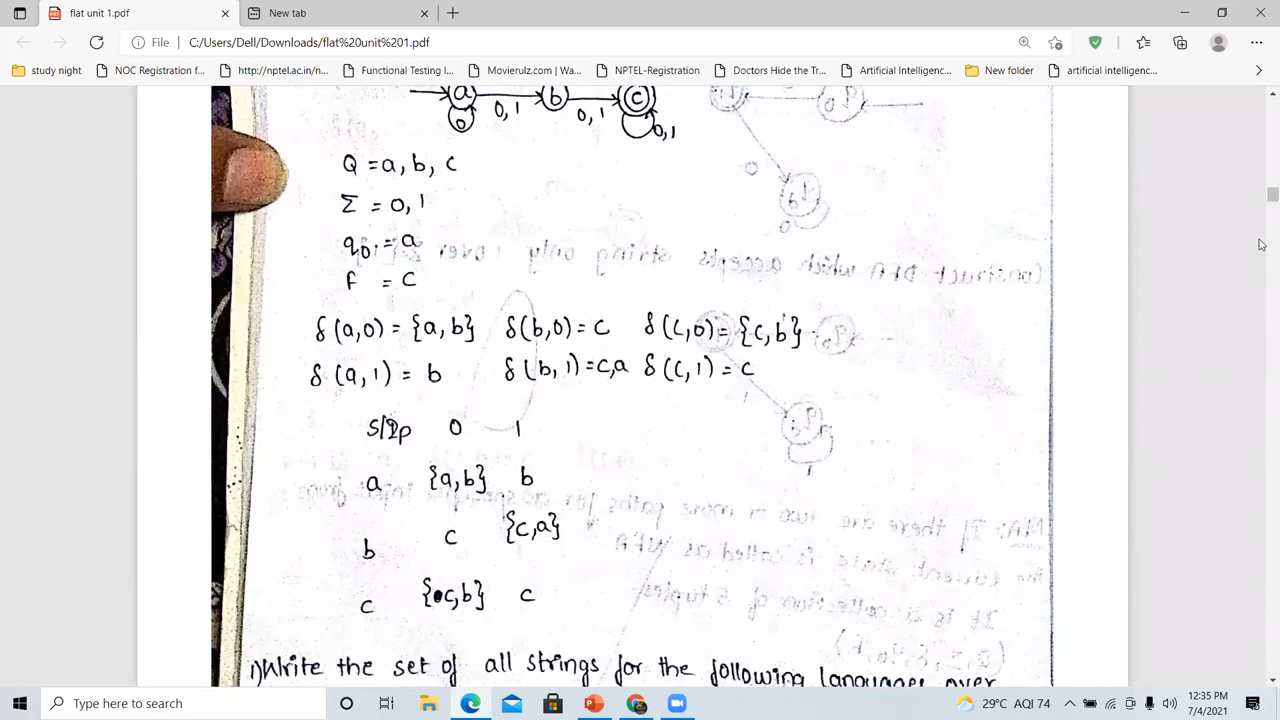 flat unit 1.pdf
New tab
File
C:/Users/Dell/Downloads/flat%20unit%201.pdf
study night
NOC Registration f...
http://nptel.ac.in/n...
Functional Testing I...
Movierulz.com | Wa...
NPTEL-Registration
Doctors Hide the Tr...
Artificial Intelligenc...
New folder
artificial intelligenc...
a b c
0 0,1 0,1 0,1
Q = a, b, c
Σ = 0, 1
q0 = a
f = c
δ(a,0) = {a,b} δ(b,0) = c δ(c,0) = {c,b}
δ(a,1) = b δ(b,1) = c,a δ(c,1) = c
S/Ip 0 1
a {a,b} b
b c {c,a}
c {c,b} c
1) Write the set of all strings for the following language over
Type here to search
29°C AQI 74
12:35 PM
7/4/2021